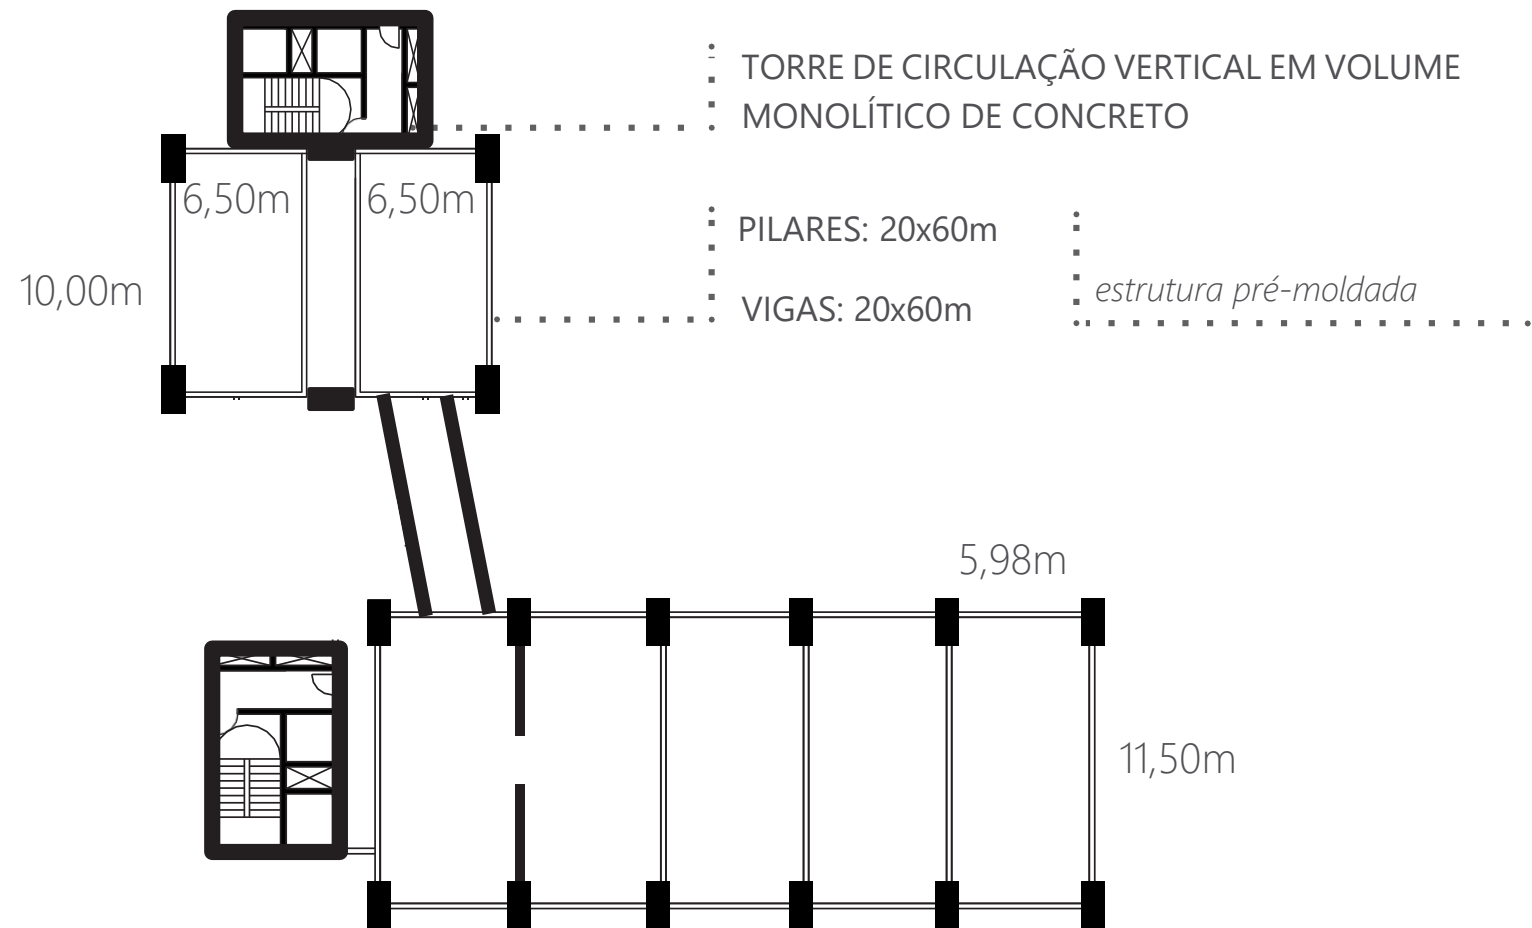 TORRE DE CIRCULAÇÃO VERTICAL EM VOLUME
MONOLÍTICO DE CONCRETO
6,50m
6,50m
PILARES: 20x60m
10,00m
VIGAS: 20x60m
estrutura pré-moldada
5,98m
11,50m